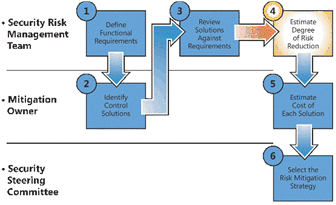 • Security Risk
Management
Team
1
Define
Functional
Requirements
3
Review
Solutions
Against
Requirements
4
Estimate
Degree
of Risk
Reduction
• Mitigation
Owner
2
Identify
Control
Solutions
5
Estimate
Cost of
Each Solution
• Security
Steering
Committee
6
Select the
Risk Mitigation
Strategy